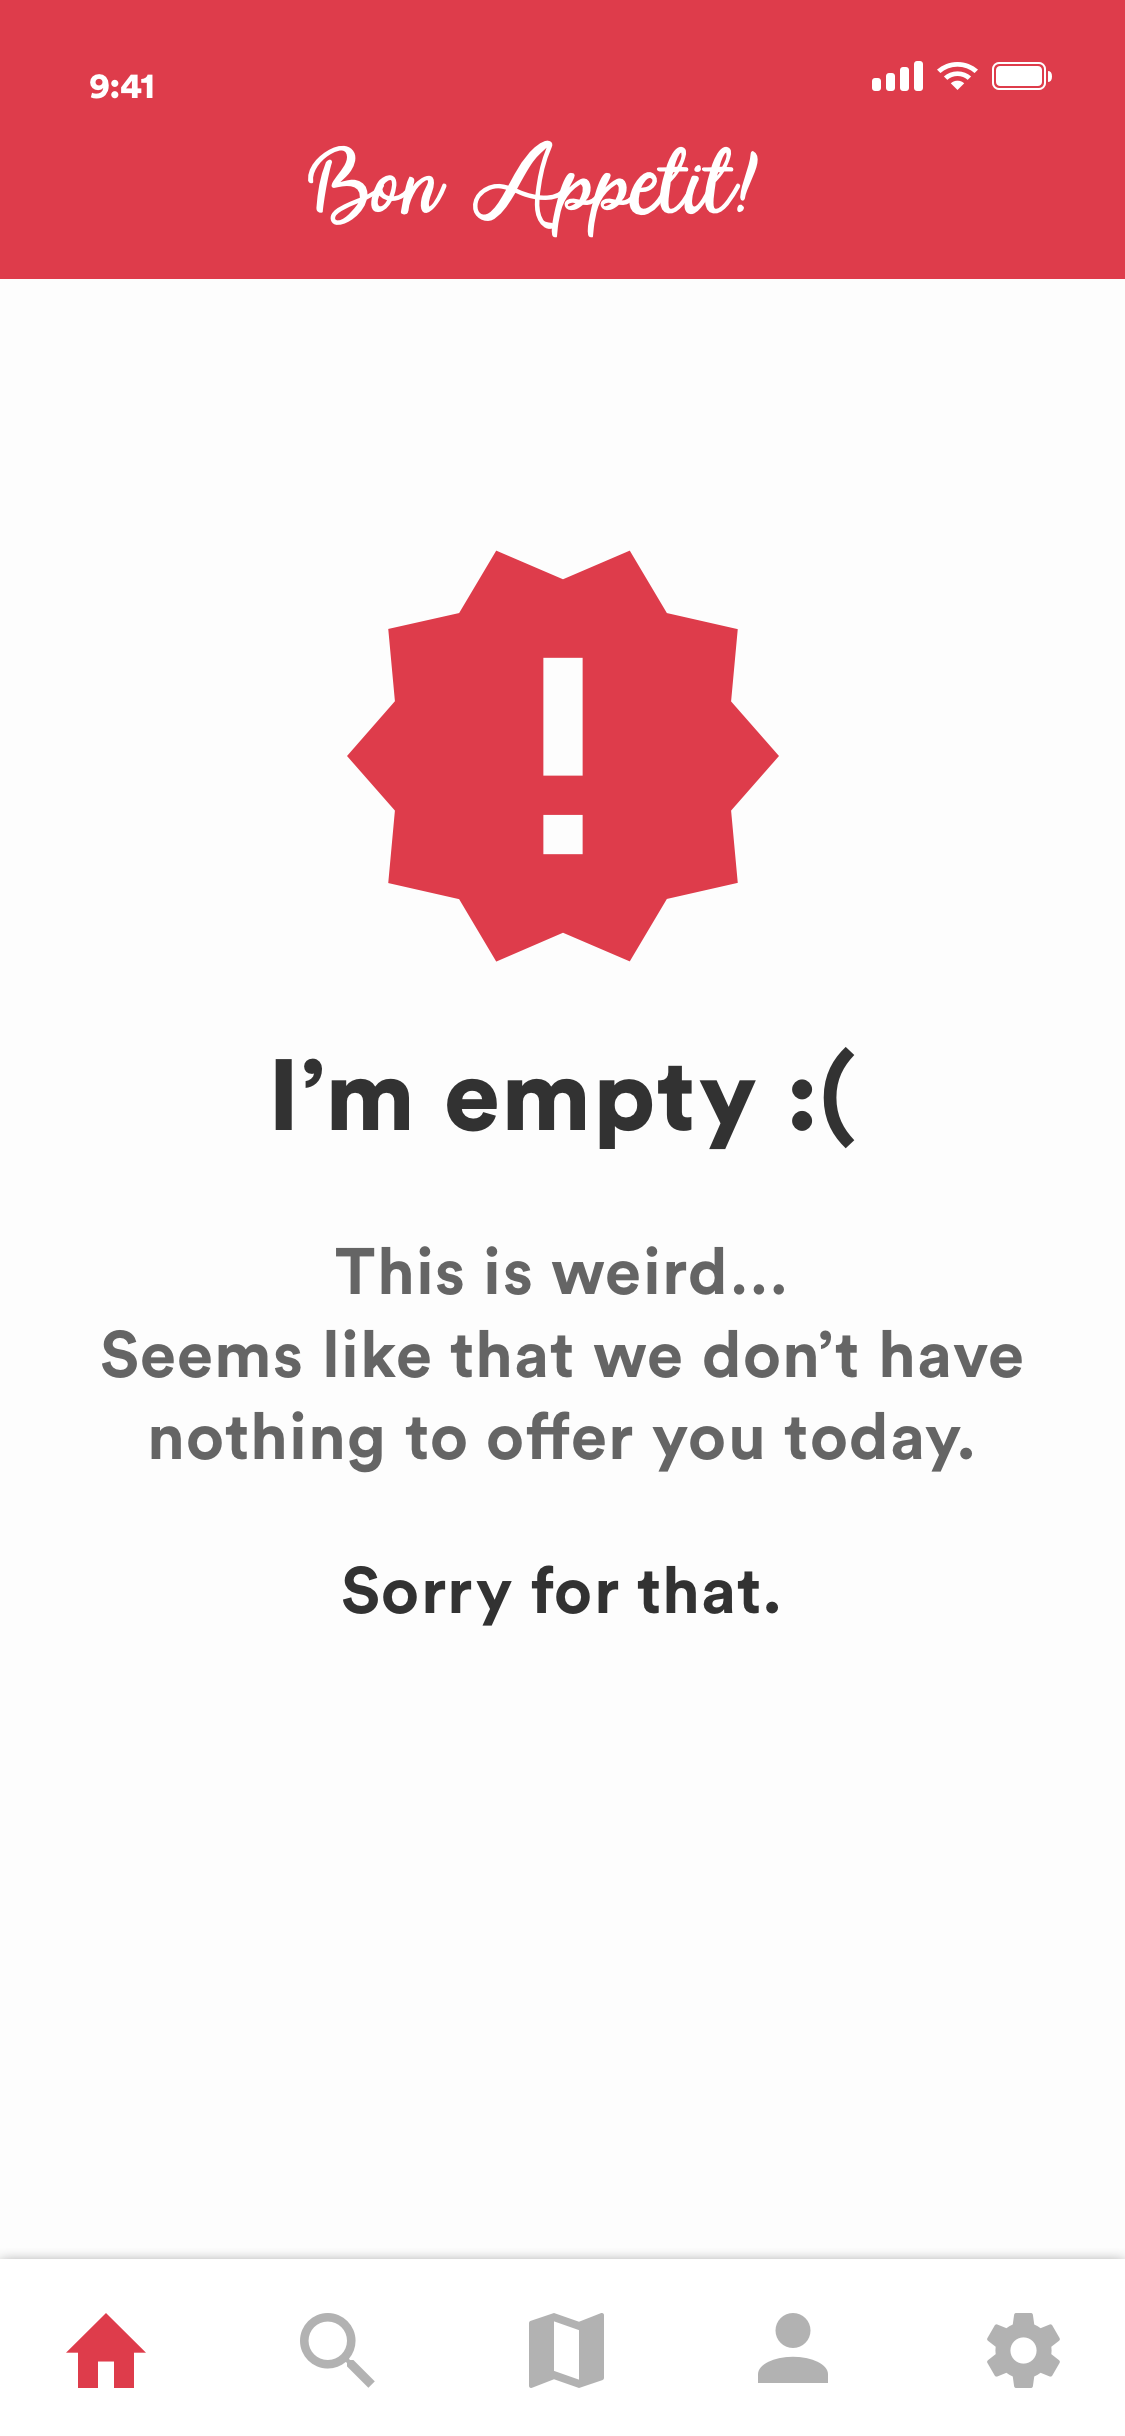 9:41
Bon Appetit!
I’m empty :(
This is weird...
Seems like that we don’t have
nothing to offer you today.
Sorry for that.